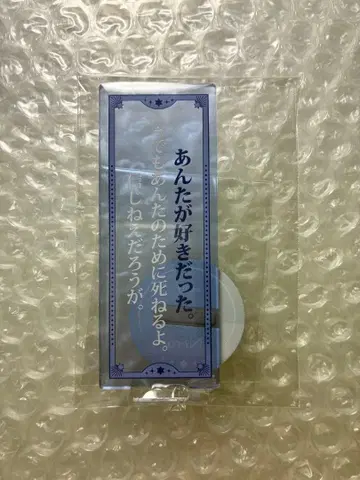 あんたが好きだった。
でもあんたのために死ねるよ。
しねえだろうが。